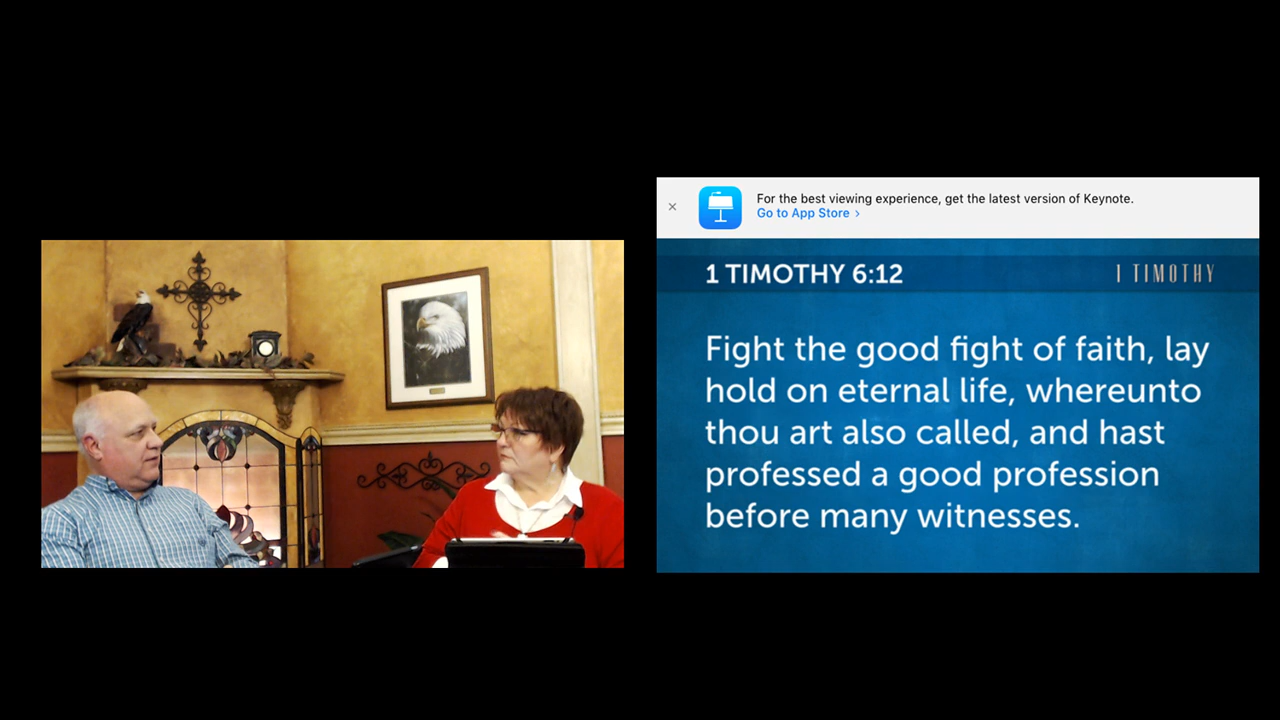 For the best viewing experience, get the latest version of Keynote.
Go to App Store >
1 TIMOTHY 6:12
1 TIMOTHY
Fight the good fight of faith, lay
hold on eternal life, whereunto
thou art also called, and hast
professed a good profession
before many witnesses.